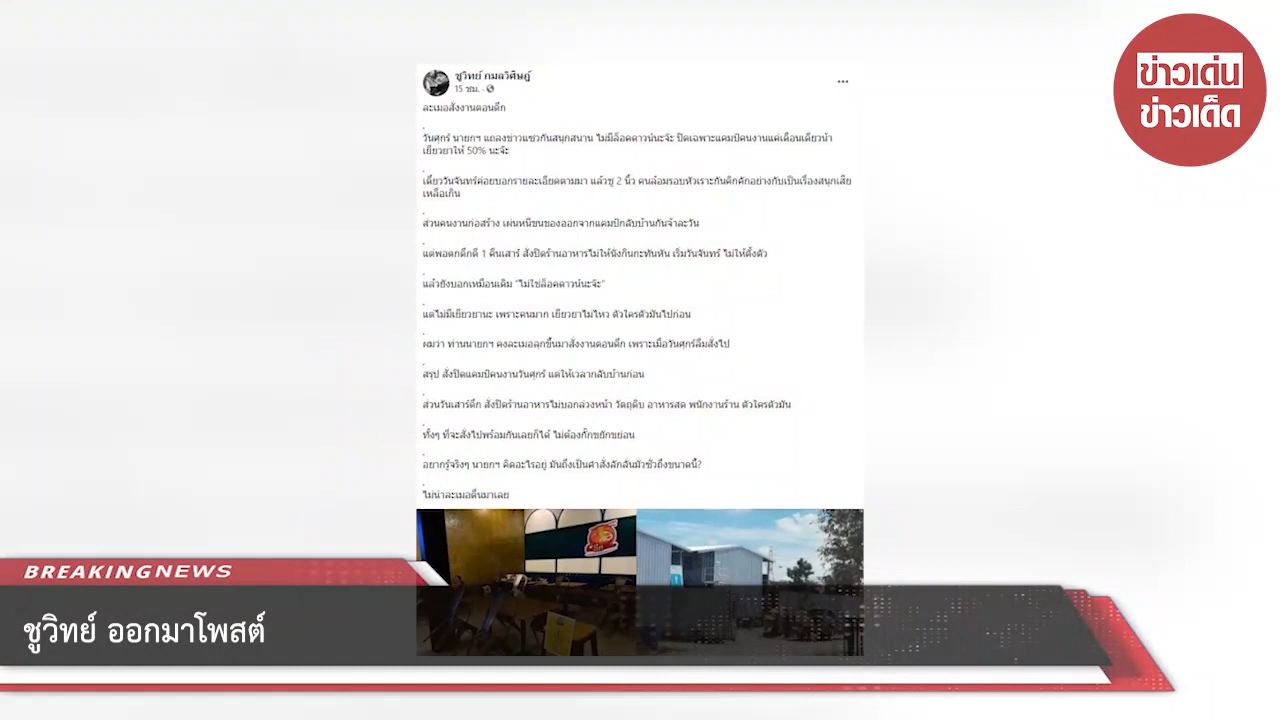 ข่าวเด่น
ข่าวเด็ด
ชูวิทย์ กมลวิศิษฎ์
15 ชม.
ละเมอสั่งงานตอนดึก
.
วันศุกร์ นายกฯ แถลงข่าวแซวกันสนุกสนาน ไม่มีล็อคดาวน์นะจ๊ะ ปิดเฉพาะแคมป์คนงานแค่เดือนเดียวน้า
เยียวยาให้ 50% นะจ๊ะ
.
เดี๋ยววันจันทร์ค่อยบอกรายละเอียดตามมา แล้วชู 2 นิ้ว คนล้อมรอบหัวเราะกันคิกคักอย่างกับเป็นเรื่องสนุกเสีย
เหลือเกิน
.
ส่วนคนงานก่อสร้าง เผ่นหนีขนของออกจากแคมป์กลับบ้านกันจ้าละวัน
.
แต่พอตกดึกตี 1 คืนเสาร์ สั่งปิดร้านอาหารไม่ให้นั่งกินกะทันหัน เริ่มวันจันทร์ ไม่ให้ตั้งตัว
.
แล้วยังบอกเหมือนเดิม "ไม่ใช่ล็อคดาวน์นะจ๊ะ"
.
แต่ไม่มีเยียวยานะ เพราะคนมาก เยียวยาไม่ไหว ตัวใครตัวมันไปก่อน
.
ผมว่า ท่านนายกฯ คงละเมอลุกขึ้นมาสั่งงานตอนดึก เพราะเมื่อวันศุกร์ลืมสั่งไป
.
สรุป สั่งปิดแคมป์คนงานวันศุกร์ แต่ให้เวลากลับบ้านก่อน
.
ส่วนวันเสาร์ดึก สั่งปิดร้านอาหารไม่บอกล่วงหน้า วัตถุดิบ อาหารสด พนักงานร้าน ตัวใครตัวมัน
.
ทั้งๆ ที่จะสั่งไปพร้อมกันเลยก็ได้ ไม่ต้องกั๊กขยักขย่อน
.
อยากรู้จริงๆ นายกฯ คิดอะไรอยู่ มันถึงเป็นคำสั่งลักลั่นมั่วซั่วถึงขนาดนี้?
.
ไม่น่าละเมอตื่นมาเลย
BREAKINGNEWS
ชูวิทย์ ออกมาโพสต์